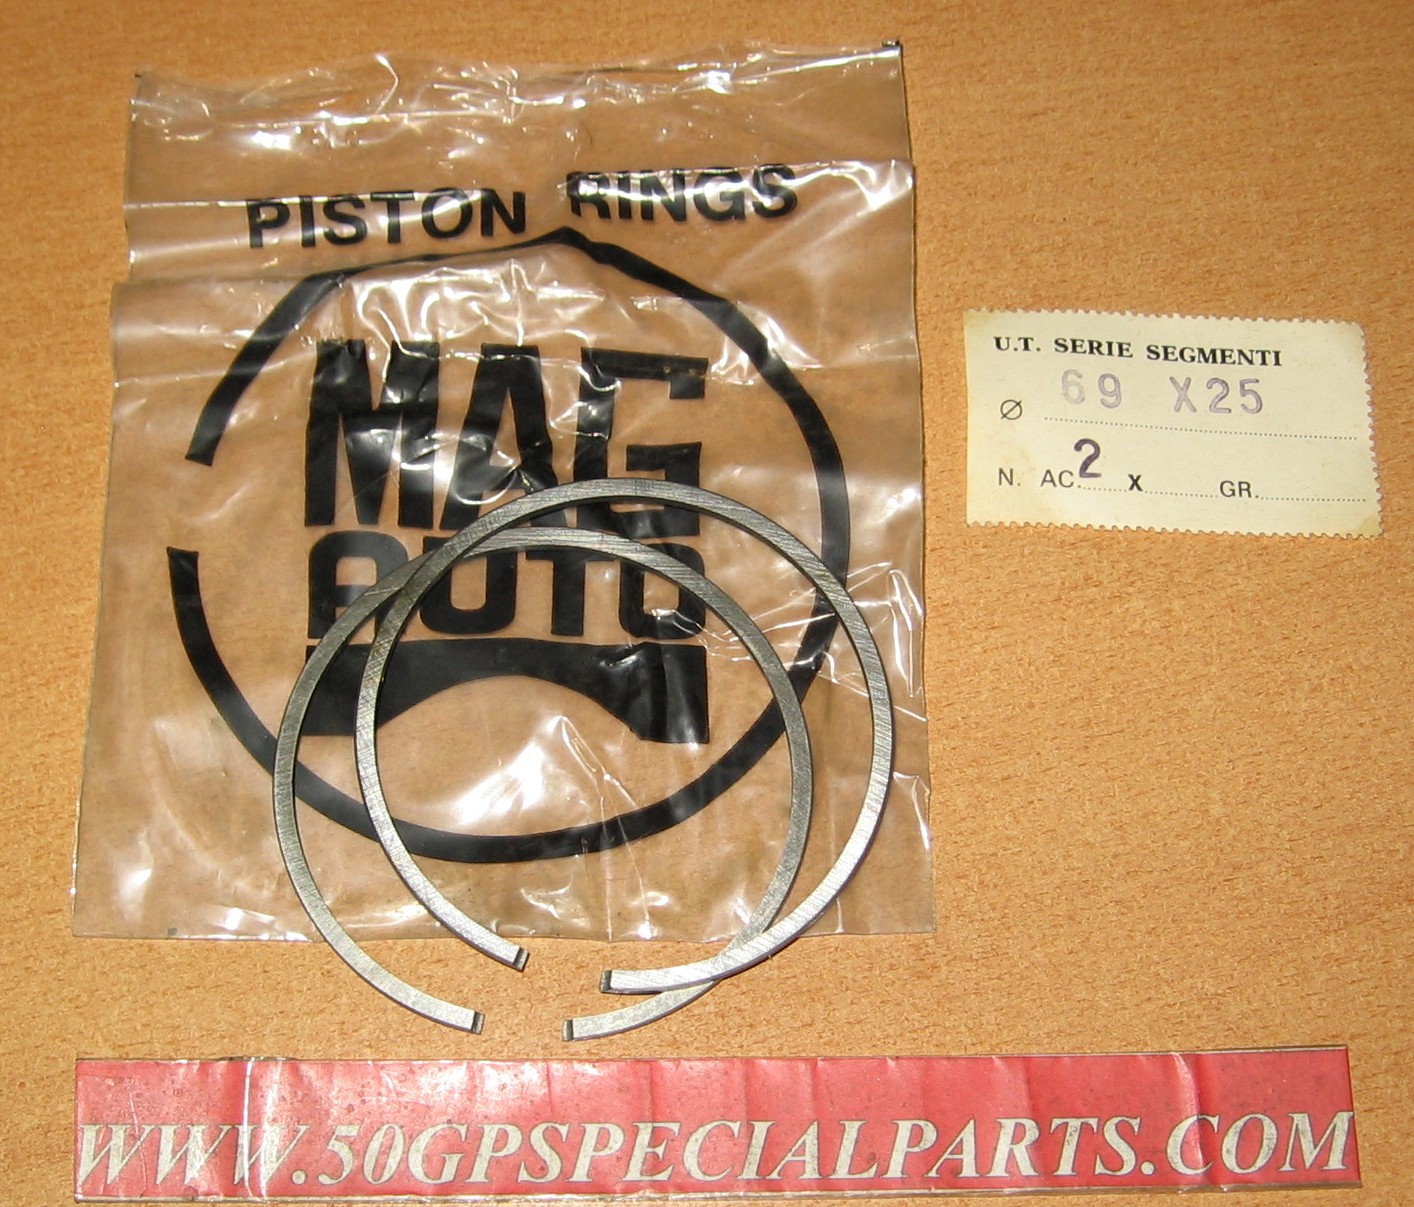 PISTON RINGS
MAG
AUTO
U.T. SERIE SEGMENTI
Ø 69 X25
N. AC. 2 X GR.
WWW.50GPSPECIALPARTS.COM